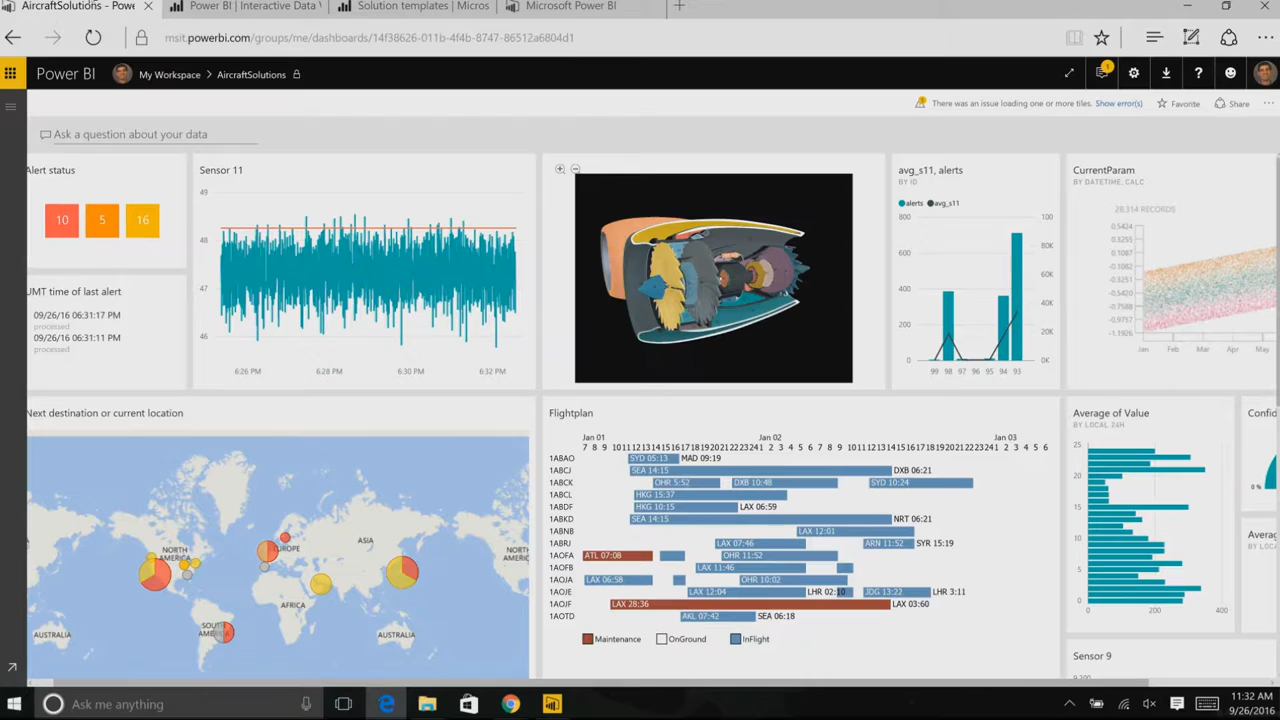 AircraftSolutions - Powe
Power BI | Interactive Data V
Solution templates | Micros
Microsoft Power BI
msit.powerbi.com/groups/me/dashboards/14f38626-011b-4f4b-8747-86512a6804d1
Power BI
My Workspace > AircraftSolutions
1
There was an issue loading one or more tiles. Show error(s)
Favorite
Share
Ask a question about your data
Alert status
10 5 16
UMT time of last alert
09/26/16 06:31:17 PM
processed
09/26/16 06:31:11 PM
processed
Sensor 11
49
48
47
46
6:26 PM 6:28 PM 6:30 PM 6:32 PM
avg_s11, alerts
BY ID
alerts avg_s11
800 100
80K
600
60K
400
40K
200
20K
0 0K
99 98 97 96 95 94 93
CurrentParam
BY DATETIME, CALC
28,314 RECORDS
0.5424
0.3255
0.1087
-0.1082
-0.3251
-0.5420
-0.7588
-0.9757
-1.1926
Jan Feb Mar Apr May
Next destination or current location
NORTH AMERICA
EUROPE
ASIA
NORTH
AMERICA
AFRICA
SOUTH AMERICA
AUSTRALIA
AUSTRALIA
Flightplan
Jan 01 Jan 02 Jan 03
7 8 9 10 11 12 13 14 15 16 17 18 19 20 21 22 23 24 1 2 3 4 5 6 7 8 9 10 11 12 13 14 15 16 17 18 19 20 21 22 23 24 1 2 3 4 5 6
1ABAO SYD 05:13 MAD 09:19
1ABCJ SEA 14:15 DXB 06:21
1ABCK OHR 5:52 DXB 10:48 SYD 10:24
1ABCL HKG 15:37
1ABDF HKG 10:15 LAX 06:59
1ABKD SEA 14:15 NRT 06:21
1ABNB LAX 12:01
1ABRJ LAX 07:46 ARN 11:52 SYR 15:19
1AOFA ATL 07:08 OHR 11:52
1AOFB LAX 11:46
1AOJA LAX 06:58 OHR 10:02
1AOJE LAX 12:04 LHR 02:10 JDG 13:22 LHR 3:11
1AOJF LAX 28:36 LAX 03:60
1AOTD AKL 07:42 SEA 06:18
Maintenance OnGround InFlight
Average of Value
BY LOCAL 24H
25
20
15
10
5
0
0 200 400
Confid
0 %
Averag
Sensor 9
9,200
Ask me anything
11:32 AM
9/26/2016